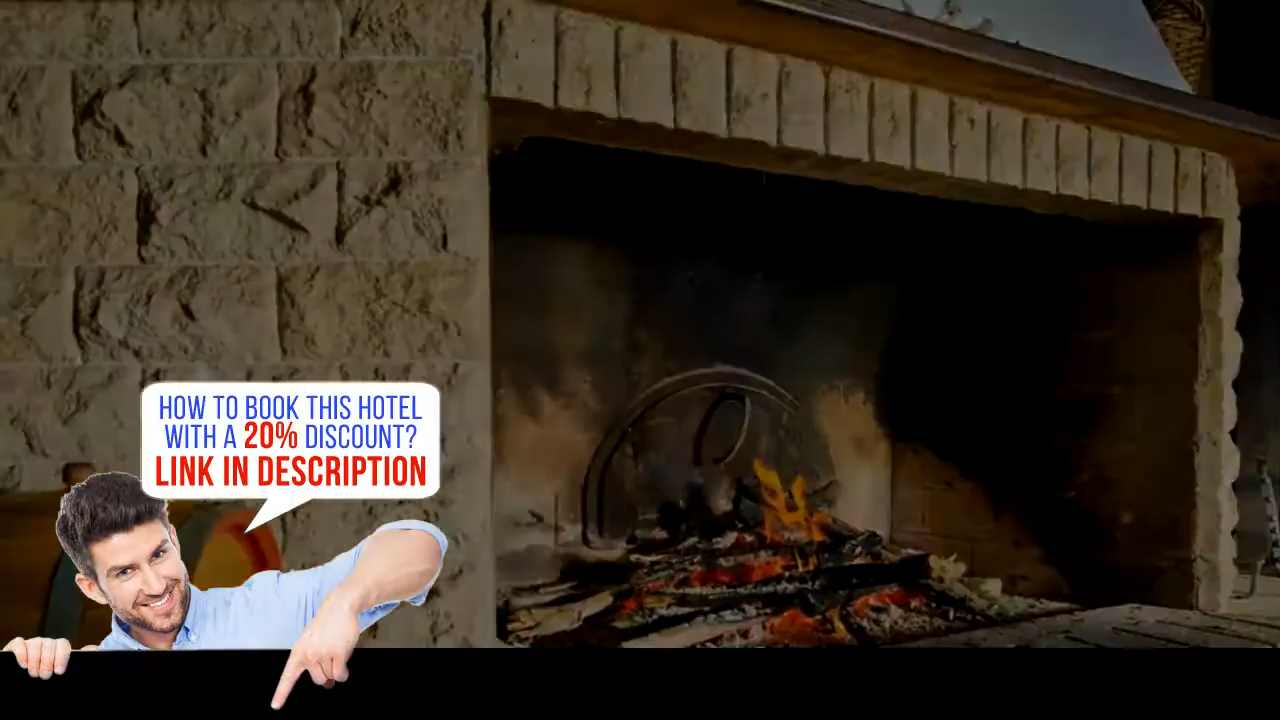 HOW TO BOOK THIS HOTEL
WITH A 20% DISCOUNT?
LINK IN DESCRIPTION